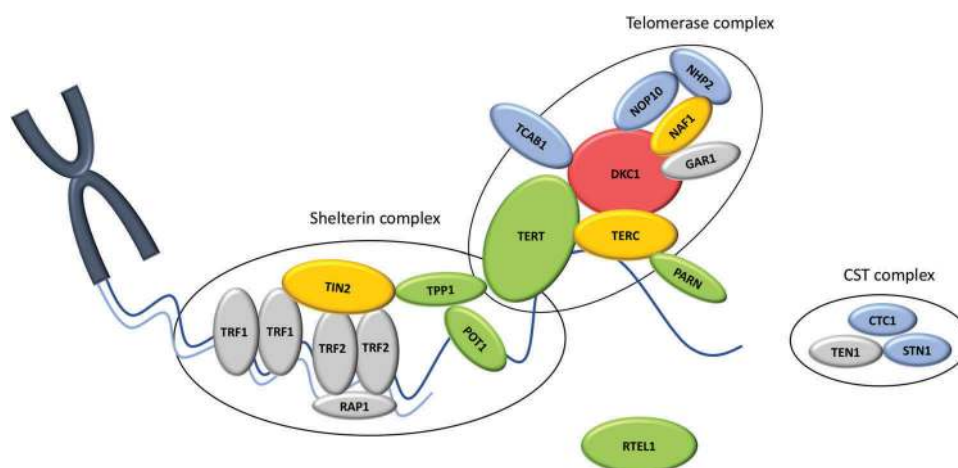 Telomerase complex
NHP2
NOP10
NAF1
TCAB1
GAR1
DKC1
TERT
TERC
PARN
Shelterin complex
TIN2
TPP1
TRF1
TRF1
TRF2
TRF2
POT1
RAP1
CST complex
CTC1
TEN1
STN1
RTEL1